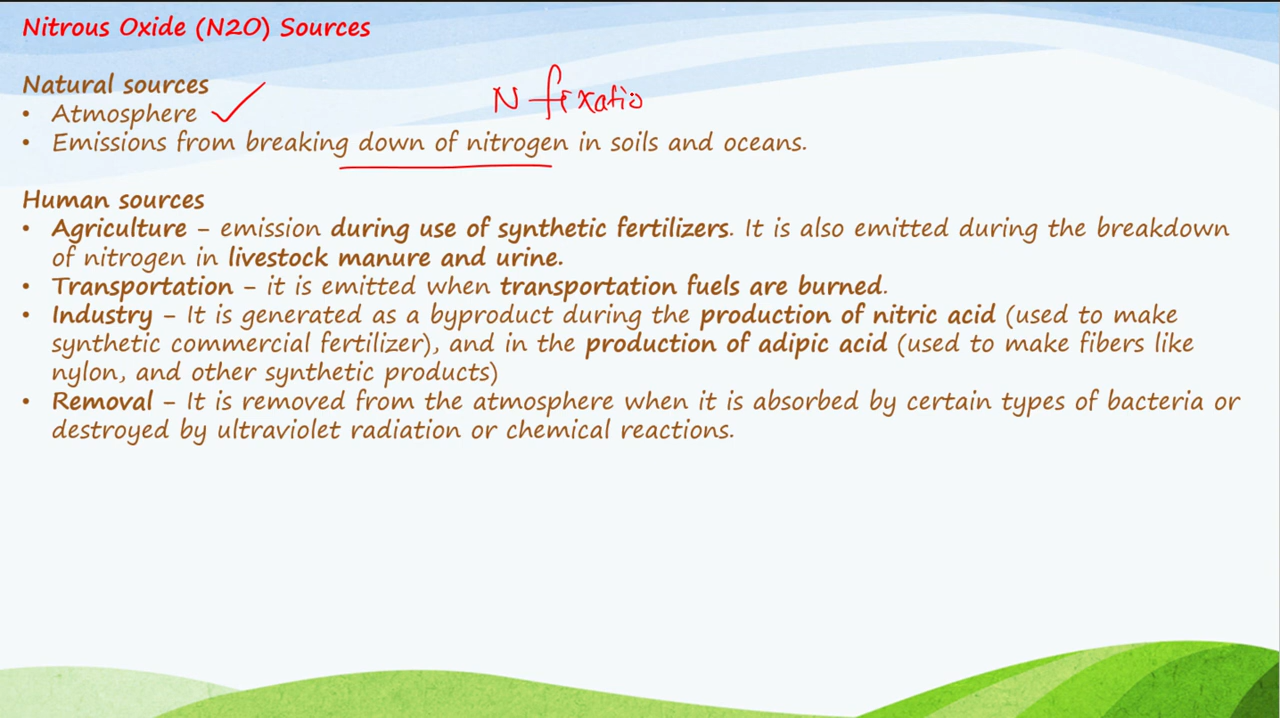 Nitrous Oxide (N2O) Sources
Natural sources
N fixatio
• Atmosphere
• Emissions from breaking down of nitrogen in soils and oceans.
Human sources
• Agriculture – emission during use of synthetic fertilizers. It is also emitted during the breakdown
of nitrogen in livestock manure and urine.
• Transportation – it is emitted when transportation fuels are burned.
• Industry – It is generated as a byproduct during the production of nitric acid (used to make
synthetic commercial fertilizer), and in the production of adipic acid (used to make fibers like
nylon, and other synthetic products)
• Removal – It is removed from the atmosphere when it is absorbed by certain types of bacteria or
destroyed by ultraviolet radiation or chemical reactions.